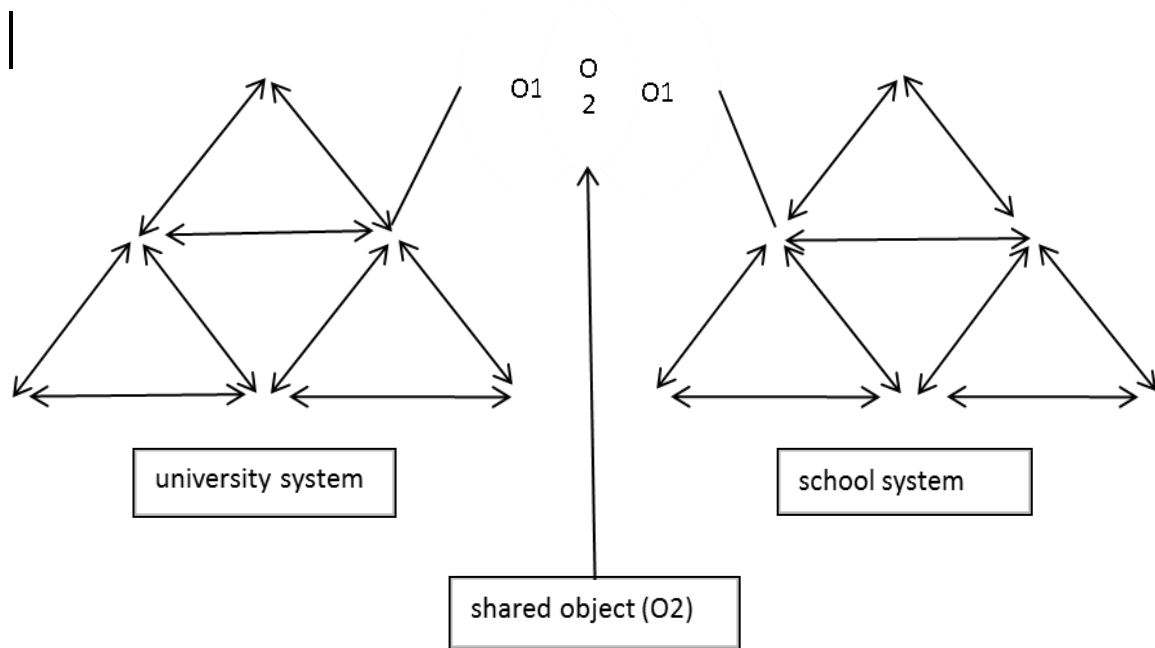 O1
O
2
O1
university system
school system
shared object (O2)